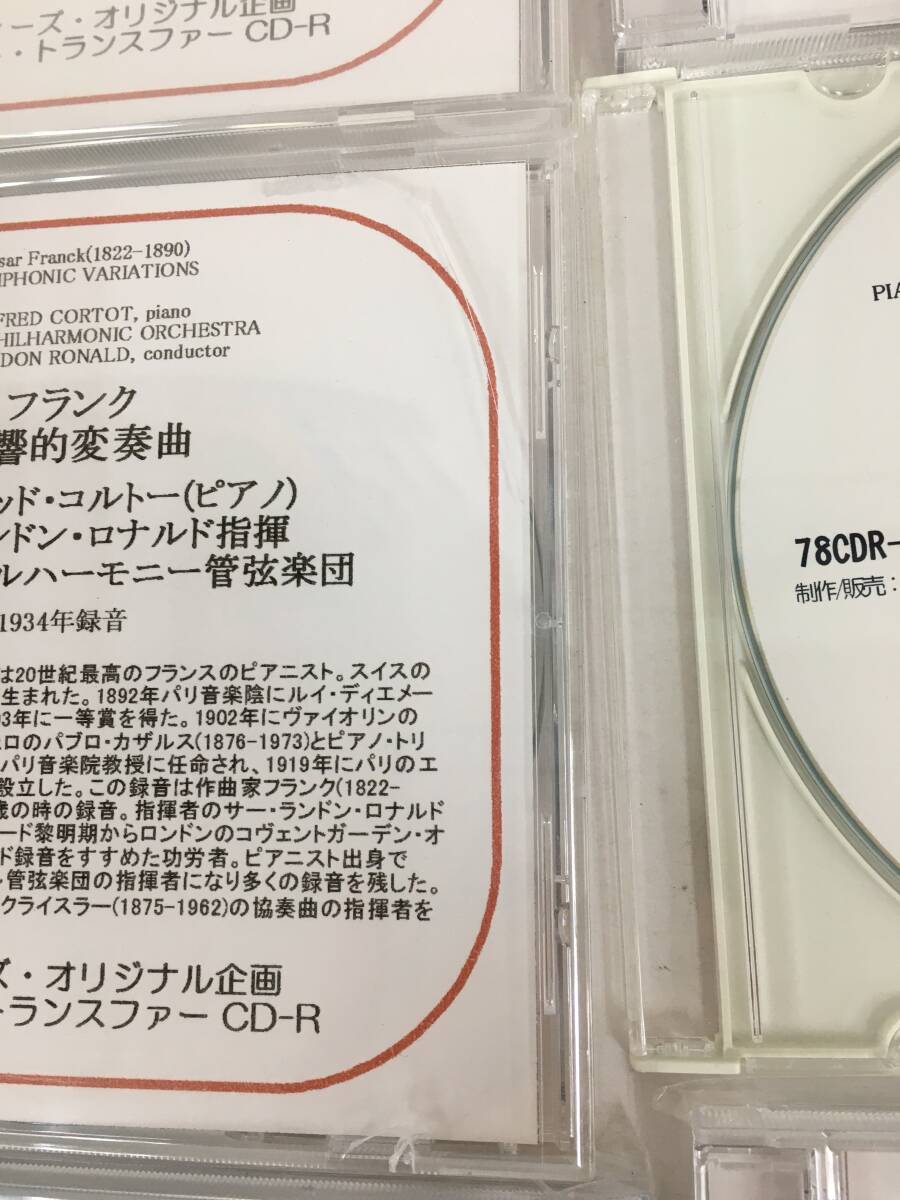 ーズ・オリジナル企画
・トランスファー CD-R
sar Franck(1822-1890)
PHONIC VARIATIONS
FRED CORTOT, piano
HILHARMONIC ORCHESTRA
DON RONALD, conductor
フランク
響的変奏曲
ッド・コルトー(ピアノ)
ンドン・ロナルド指揮
ルハーモニー管弦楽団
1934年録音
は20世紀最高のフランスのピアニスト。スイスの
生まれた。1892年パリ音楽陰にルイ・ディエメー
93年に一等賞を得た。1902年にヴァイオリンの
ェロのパブロ・カザルス(1876-1973)とピアノ・トリ
パリ音楽院教授に任命され、1919年にパリのエ
設立した。この録音は作曲家フランク(1822-
歳の時の録音。指揮者のサー・ランドン・ロナルド
ード黎明期からロンドンのコヴェントガーデン・オ
ド録音をすすめた功労者。ピアニスト出身で
管弦楽団の指揮者になり多くの録音を残した。
クライスラー(1875-1962)の協奏曲の指揮者を
ズ・オリジナル企画
トランスファー CD-R
PIA
78CDR-
制作/販売：